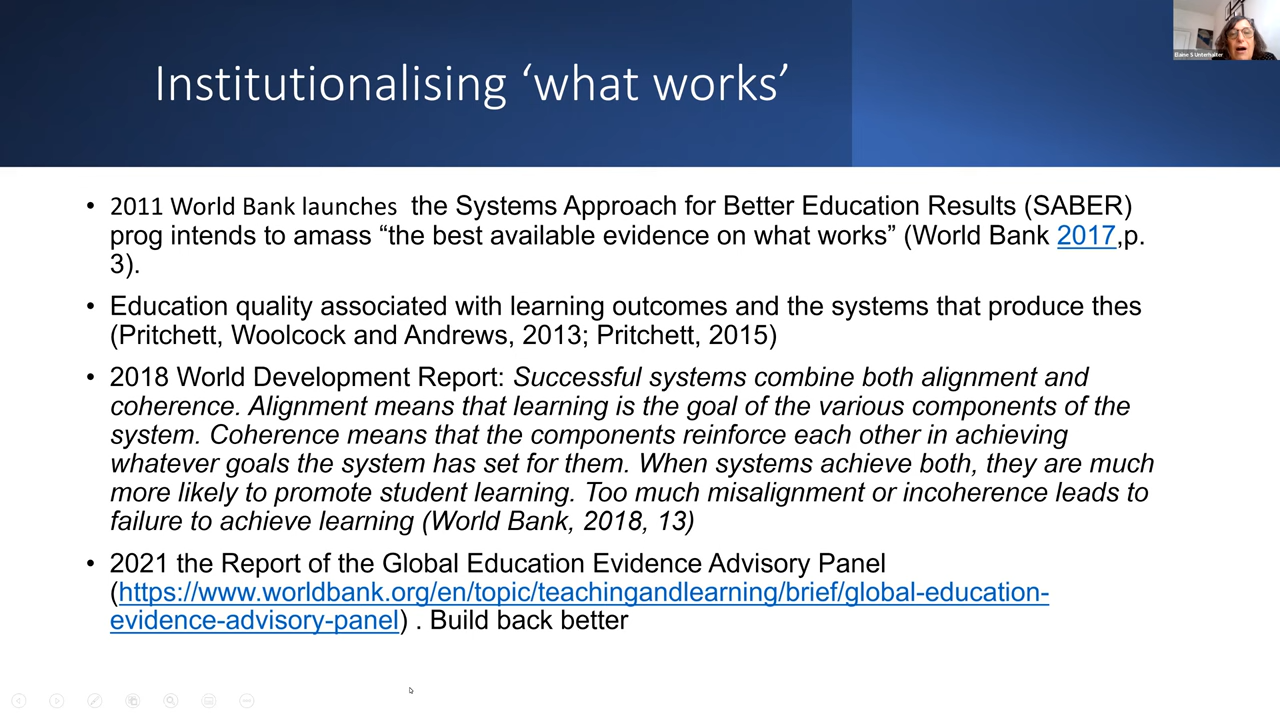 Institutionalising ‘what works’
Elaine S Unterhalter
• 2011 World Bank launches  the Systems Approach for Better Education Results (SABER)
prog intends to amass “the best available evidence on what works” (World Bank 2017,p.
3).
• Education quality associated with learning outcomes and the systems that produce thes
(Pritchett, Woolcock and Andrews, 2013; Pritchett, 2015)
• 2018 World Development Report: Successful systems combine both alignment and
coherence. Alignment means that learning is the goal of the various components of the
system. Coherence means that the components reinforce each other in achieving
whatever goals the system has set for them. When systems achieve both, they are much
more likely to promote student learning. Too much misalignment or incoherence leads to
failure to achieve learning (World Bank, 2018, 13)
• 2021 the Report of the Global Education Evidence Advisory Panel
(https://www.worldbank.org/en/topic/teachingandlearning/brief/global-education-
evidence-advisory-panel) . Build back better